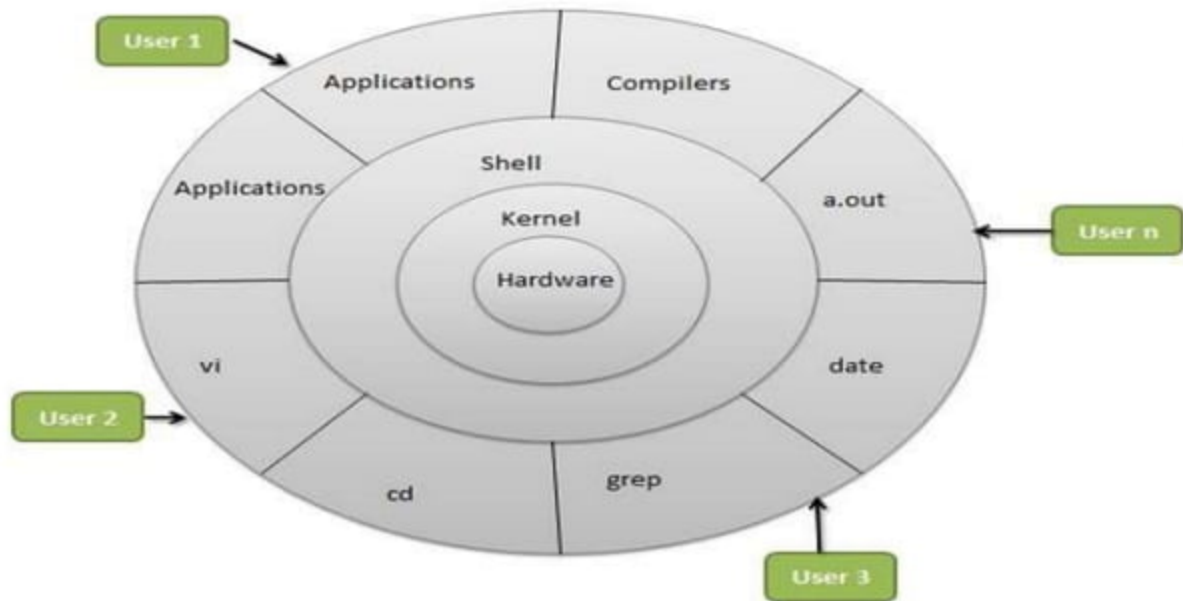 User 1
Applications
Compilers
Shell
Applications
a.out
Kernel
User n
Hardware
vi
date
User 2
cd
grep
User 3